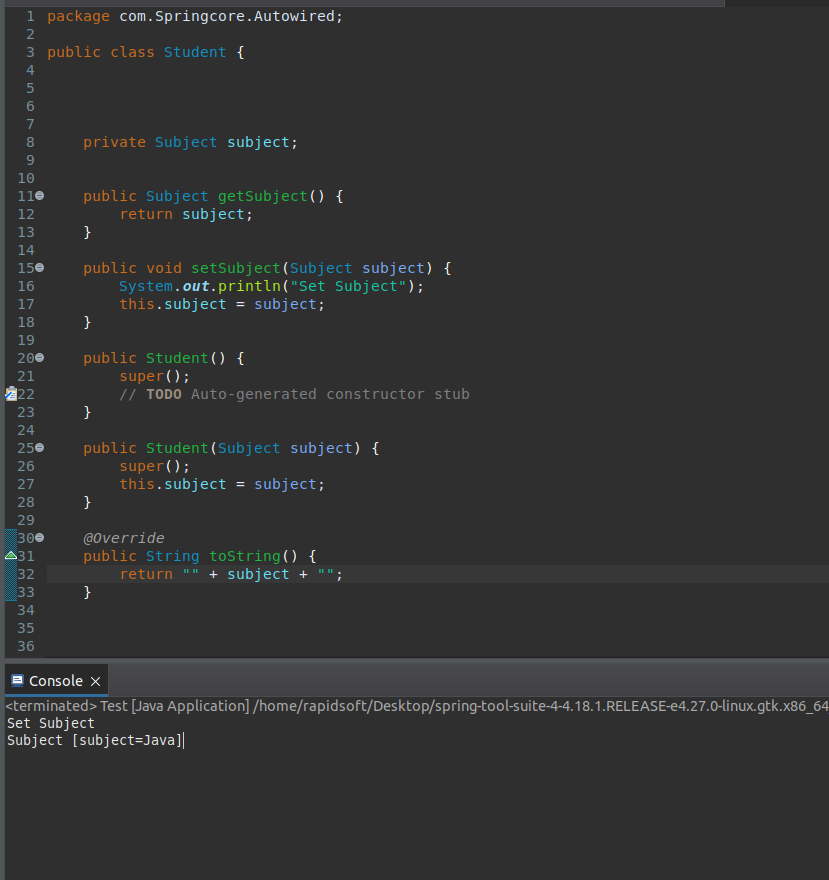 1 package com.Springcore.Autowired;
2
3 public class Student {
4
5
6
7
8 private Subject subject;
9
10
11 public Subject getSubject() {
12 return subject;
13 }
14
15 public void setSubject(Subject subject) {
16 System.out.println("Set Subject");
17 this.subject = subject;
18 }
19
20 public Student() {
21 super();
22 // TODO Auto-generated constructor stub
23 }
24
25 public Student(Subject subject) {
26 super();
27 this.subject = subject;
28 }
29
30 @Override
31 public String toString() {
32 return "" + subject + "";
33 }
34
35
36
Console
<terminated> Test [Java Application] /home/rapidsoft/Desktop/spring-tool-suite-4-4.18.1.RELEASE-e4.27.0-linux.gtk.x86_64
Set Subject
Subject [subject=Java]